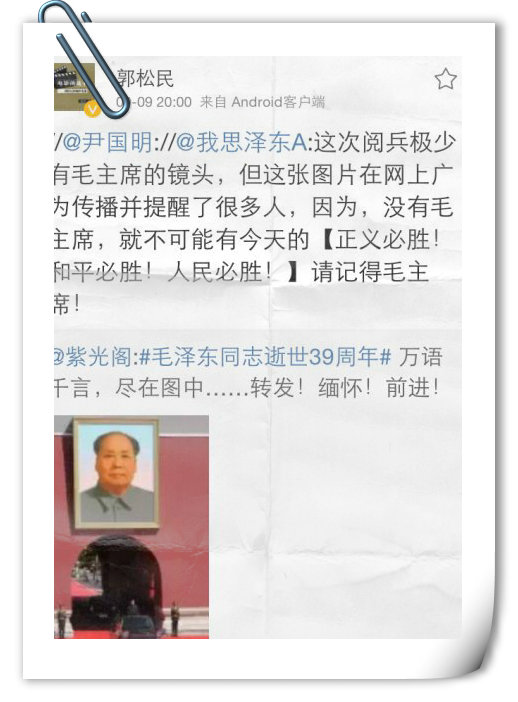 郭松民
-09 20:00 来自 Android客户端
//@尹国明://@我思泽东A:这次阅兵极少
有毛主席的镜头，但这张图片在网上广
为传播并提醒了很多人，因为，没有毛
主席，就不可能有今天的【正义必胜！
和平必胜！人民必胜！】请记得毛主
席！
@紫光阁:#毛泽东同志逝世39周年# 万语
千言，尽在图中……转发！缅怀！前进！